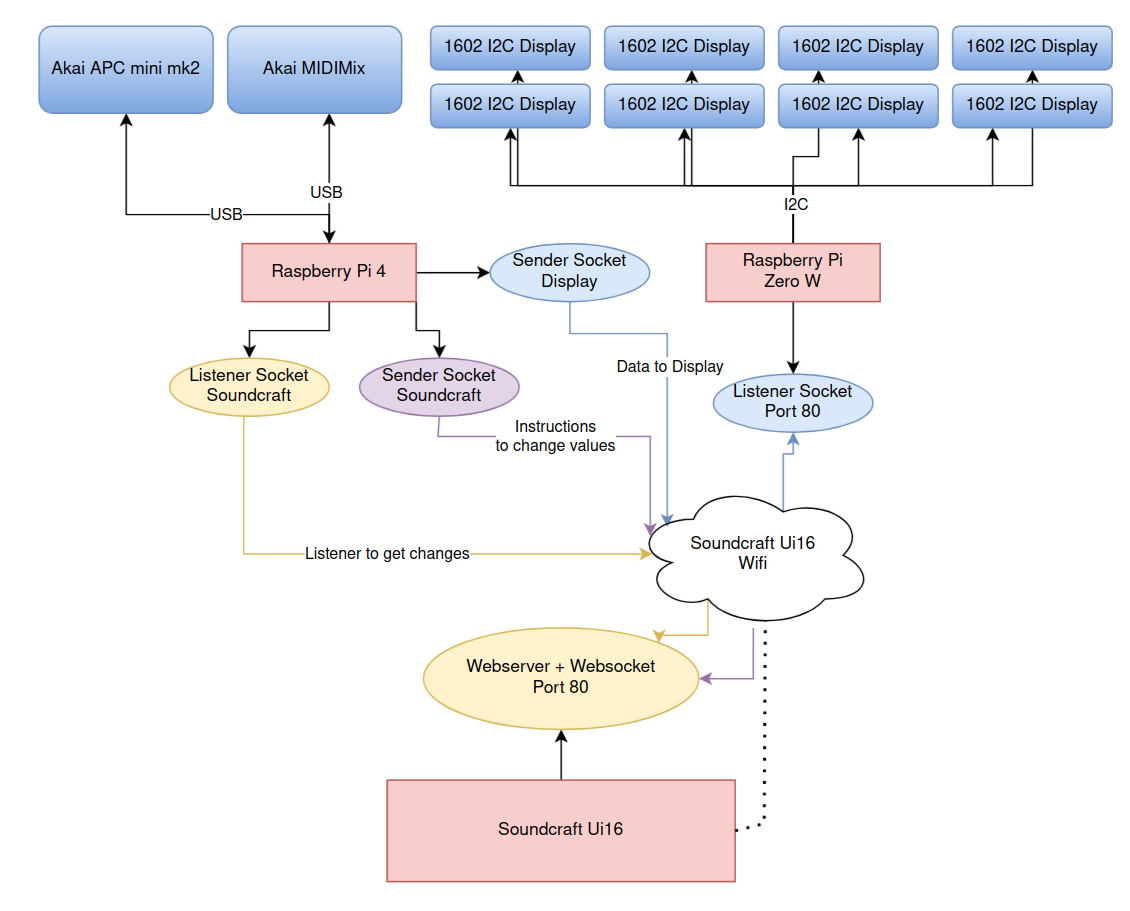 Akai APC mini mk2
Akai MIDIMix
1602 I2C Display
1602 I2C Display
1602 I2C Display
1602 I2C Display
1602 I2C Display
1602 I2C Display
1602 I2C Display
1602 I2C Display
USB
USB
I2C
Raspberry Pi 4
Sender Socket
Display
Raspberry Pi
Zero W
Listener Socket
Soundcraft
Sender Socket
Soundcraft
Data to Display
Listener Socket
Port 80
Instructions
to change values
Listener to get changes
Soundcraft Ui16
Wifi
Webserver + Websocket
Port 80
Soundcraft Ui16